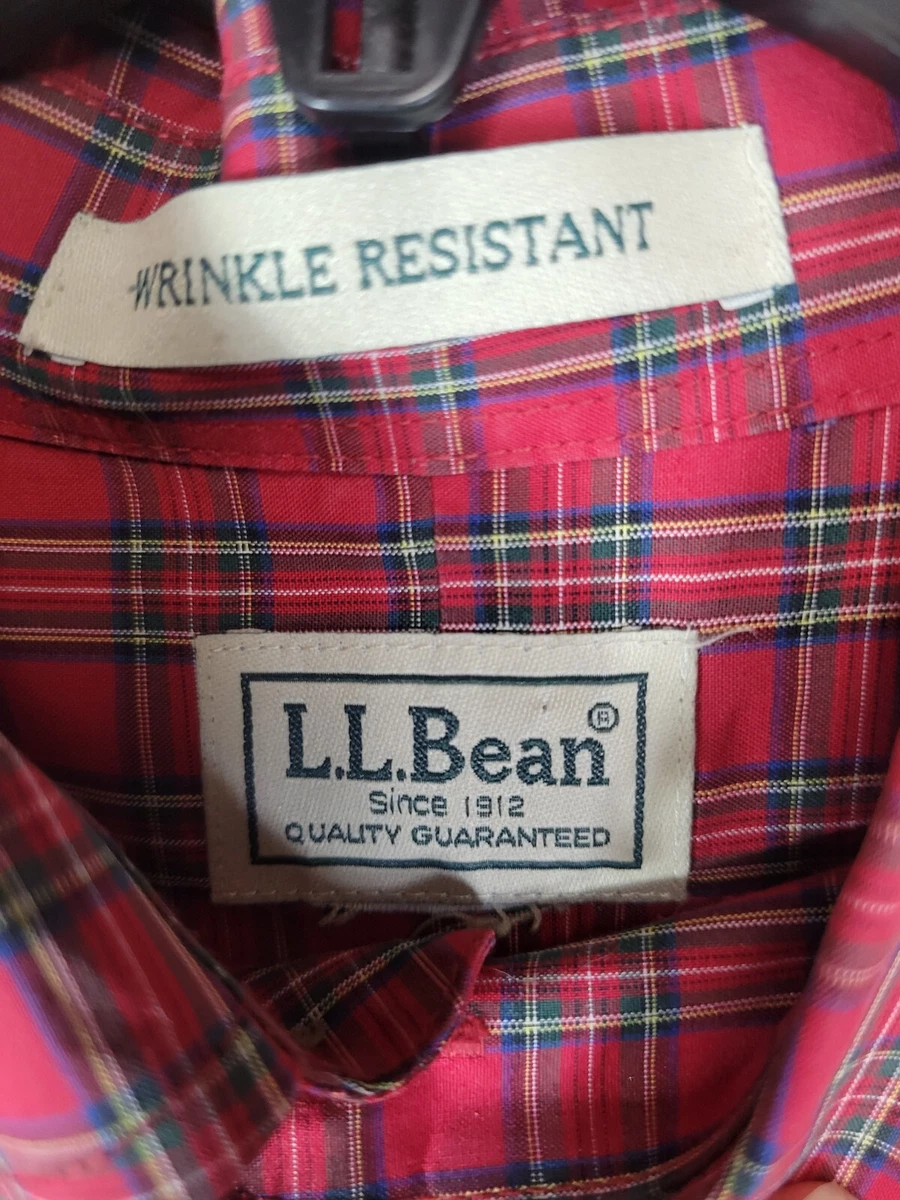 WRINKLE RESISTANT
L.L.Bean®
Since 1912
QUALITY GUARANTEED